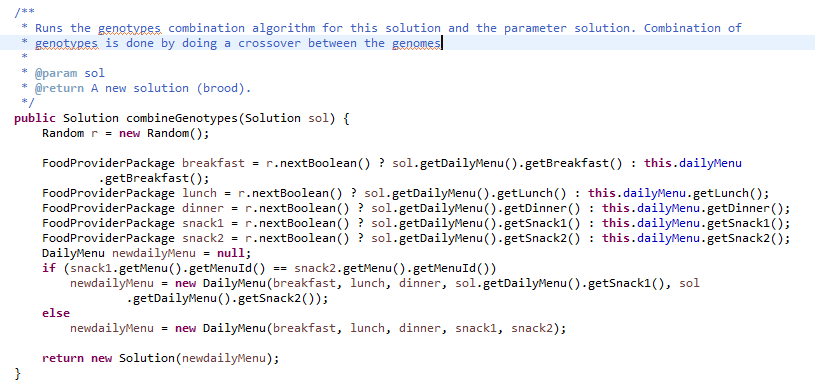 /**
 * Runs the genotypes combination algorithm for this solution and the parameter solution. Combination of
 * genotypes is done by doing a crossover between the genomes
 *
 * @param sol
 * @return A new solution (brood).
 */
public Solution combineGenotypes(Solution sol) {
    Random r = new Random();

    FoodProviderPackage breakfast = r.nextBoolean() ? sol.getDailyMenu().getBreakfast() : this.dailyMenu
            .getBreakfast();
    FoodProviderPackage lunch = r.nextBoolean() ? sol.getDailyMenu().getLunch() : this.dailyMenu.getLunch();
    FoodProviderPackage dinner = r.nextBoolean() ? sol.getDailyMenu().getDinner() : this.dailyMenu.getDinner();
    FoodProviderPackage snack1 = r.nextBoolean() ? sol.getDailyMenu().getSnack1() : this.dailyMenu.getSnack1();
    FoodProviderPackage snack2 = r.nextBoolean() ? sol.getDailyMenu().getSnack2() : this.dailyMenu.getSnack2();
    DailyMenu newdailyMenu = null;
    if (snack1.getMenu().getMenuId() == snack2.getMenu().getMenuId())
        newdailyMenu = new DailyMenu(breakfast, lunch, dinner, sol.getDailyMenu().getSnack1(), sol
                .getDailyMenu().getSnack2());
    else
        newdailyMenu = new DailyMenu(breakfast, lunch, dinner, snack1, snack2);

    return new Solution(newdailyMenu);
}